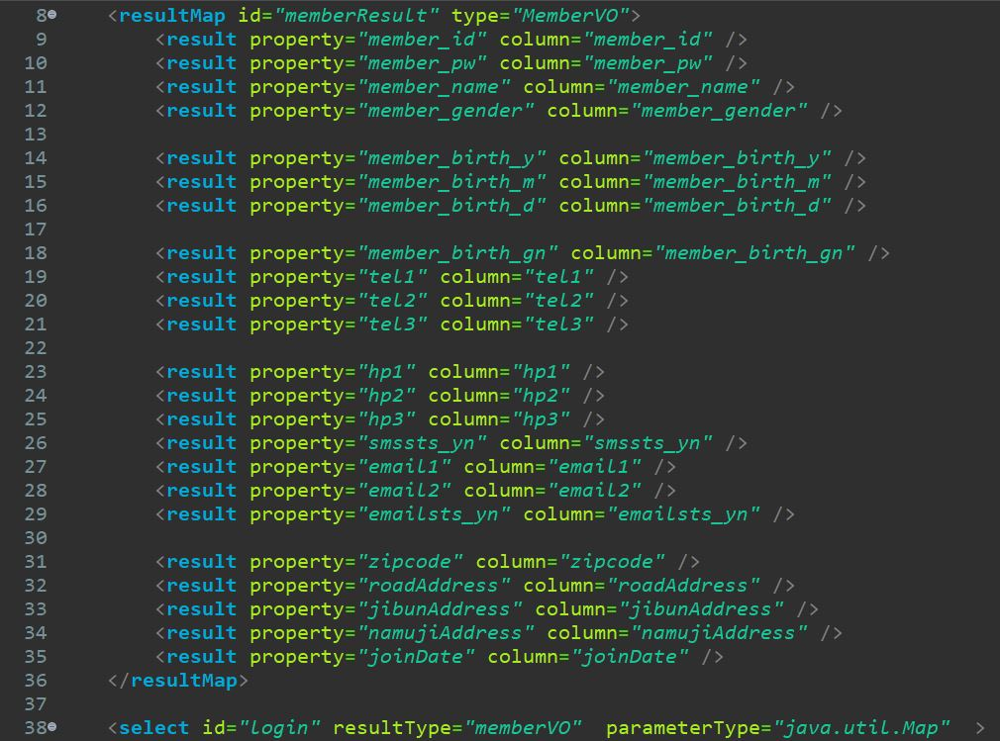 8 <resultMap id="memberResult" type="MemberVO">
9 <result property="member_id" column="member_id" />
10 <result property="member_pw" column="member_pw" />
11 <result property="member_name" column="member_name" />
12 <result property="member_gender" column="member_gender" />
13
14 <result property="member_birth_y" column="member_birth_y" />
15 <result property="member_birth_m" column="member_birth_m" />
16 <result property="member_birth_d" column="member_birth_d" />
17
18 <result property="member_birth_gn" column="member_birth_gn" />
19 <result property="tel1" column="tel1" />
20 <result property="tel2" column="tel2" />
21 <result property="tel3" column="tel3" />
22
23 <result property="hp1" column="hp1" />
24 <result property="hp2" column="hp2" />
25 <result property="hp3" column="hp3" />
26 <result property="smssts_yn" column="smssts_yn" />
27 <result property="email1" column="email1" />
28 <result property="email2" column="email2" />
29 <result property="emailsts_yn" column="emailsts_yn" />
30
31 <result property="zipcode" column="zipcode" />
32 <result property="roadAddress" column="roadAddress" />
33 <result property="jibunAddress" column="jibunAddress" />
34 <result property="namujiAddress" column="namujiAddress" />
35 <result property="joinDate" column="joinDate" />
36 </resultMap>
37
38 <select id="login" resultType="memberVO"  parameterType="java.util.Map"  >